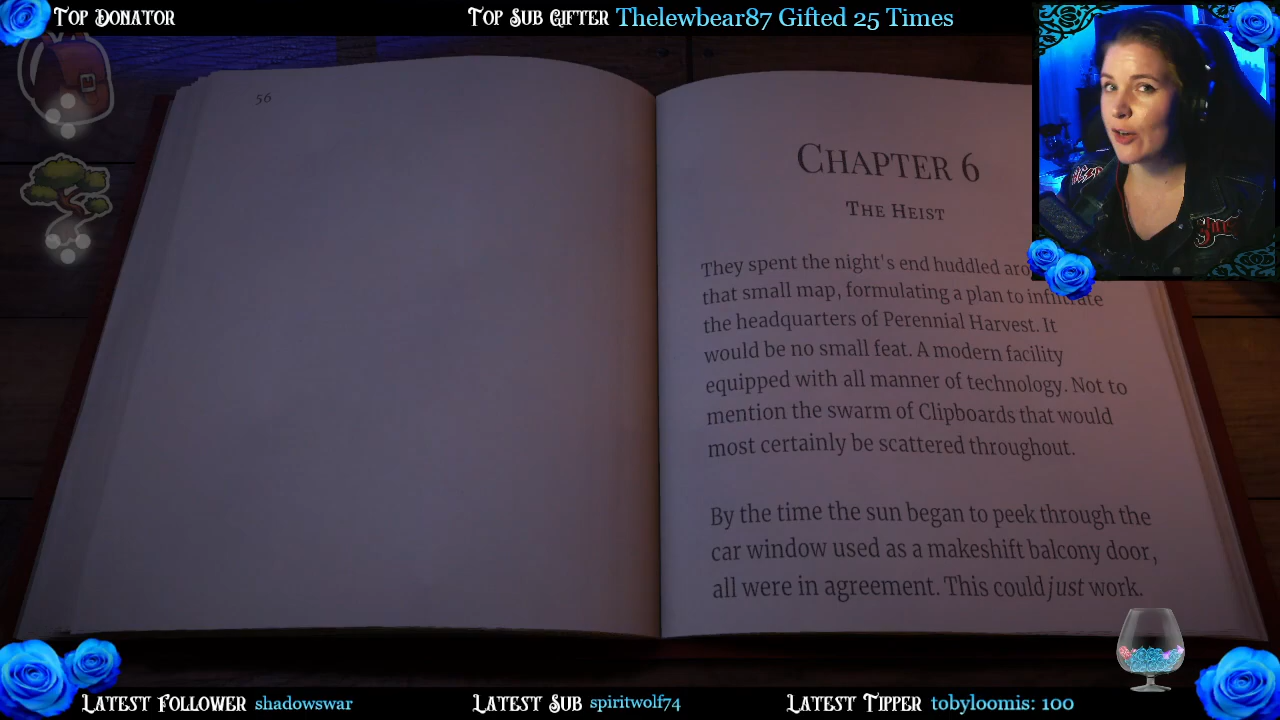 Top Donator
Top Sub Gifter Thelewbear87 Gifted 25 Times
56
Chapter 6
The Heist
They spent the night's end huddled
that small map, formulating a plan to infiltrate
the headquarters of Perennial Harvest. It
would be no small feat. A modern facility
equipped with all manner of technology. Not to
mention the swarm of Clipboards that would
most certainly be scattered throughout.
By the time the sun began to peek through the
car window used as a makeshift balcony door,
all were in agreement. This could just work.
Latest Follower shadowswar
Latest Sub spiritwolf74
Latest Tipper tobyloomis: 100